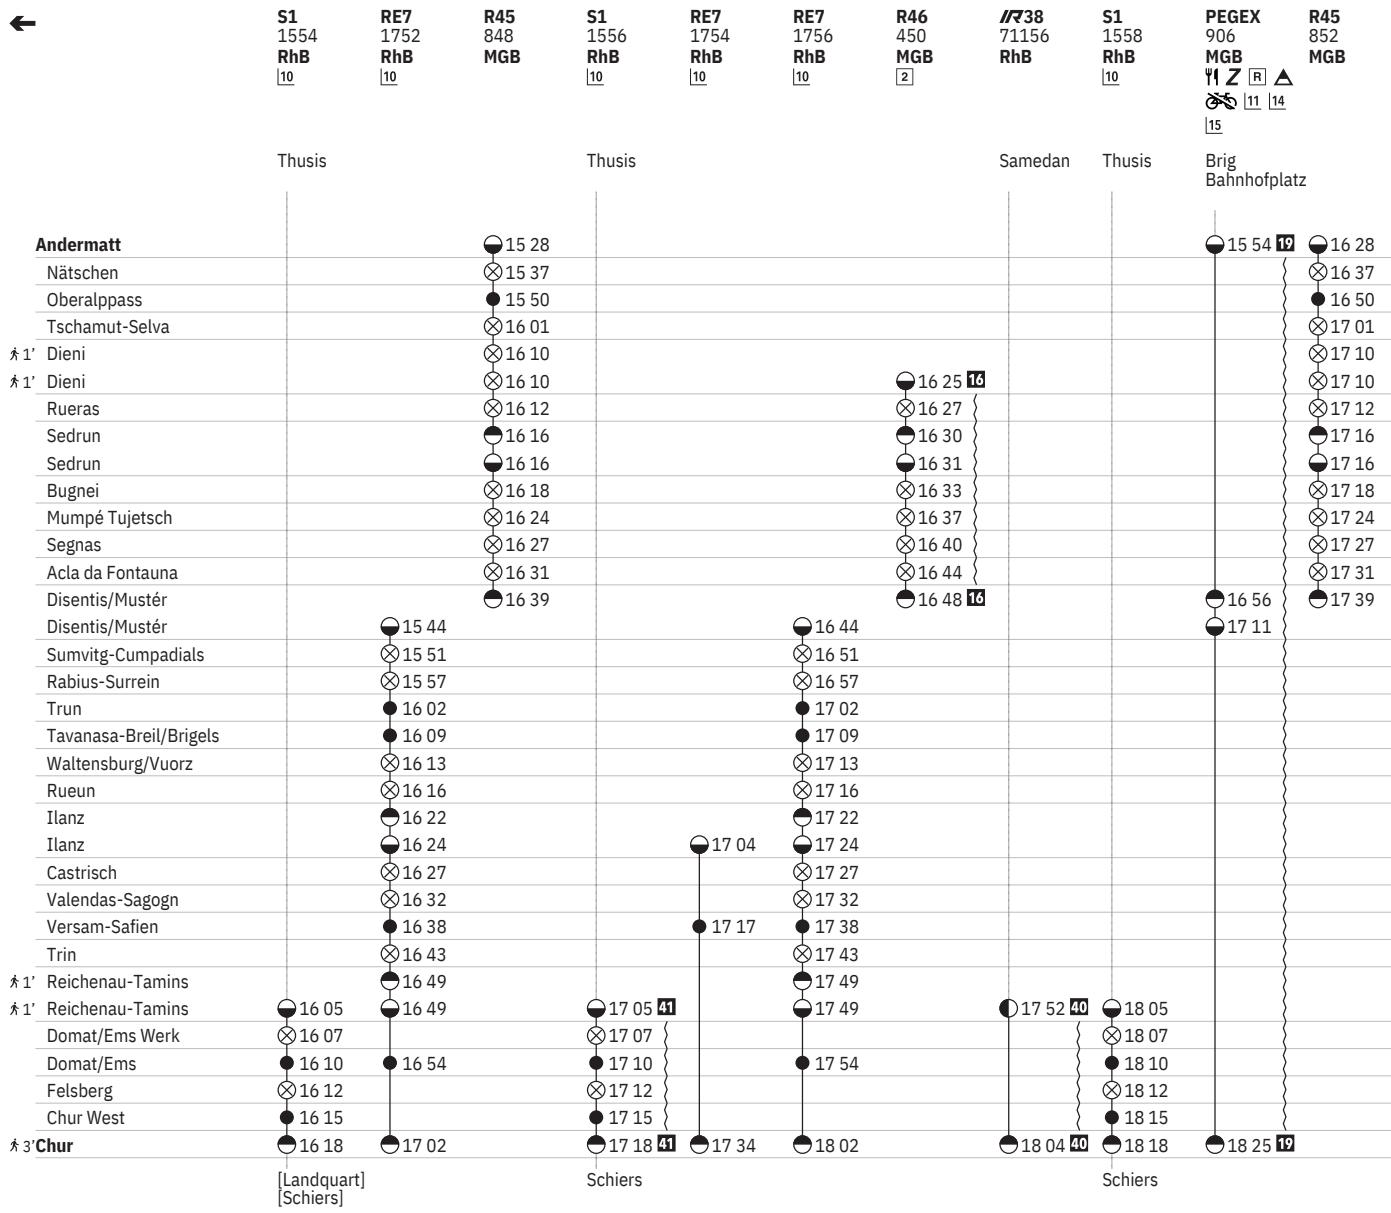 S1 RE7 R45 S1 RE7 RE7 R46 IR38 S1 PEGEX R45
1554 1752 848 1556 1754 1756 450 71156 1558 906 852
RhB RhB MGB RhB RhB RhB MGB RhB RhB MGB MGB
10 10 10 10 10 2 10 Z R
11 14
15
Thusis Thusis Samedan Thusis Brig
Bahnhofplatz
Andermatt 15 28 15 54 19 16 28
Nätschen 15 37 16 37
Oberalppass 15 50 16 50
Tschamut-Selva 16 01 17 01
1’ Dieni 16 10 17 10
1’ Dieni 16 10 16 25 16 17 10
Rueras 16 12 16 27 17 12
Sedrun 16 16 16 30 17 16
Sedrun 16 16 16 31 17 16
Bugnei 16 18 16 33 17 18
Mumpé Tujetsch 16 24 16 37 17 24
Segnas 16 27 16 40 17 27
Acla da Fontauna 16 31 16 44 17 31
Disentis/Mustér 16 39 16 48 16 16 56 17 39
Disentis/Mustér 15 44 16 44 17 11
Sumvitg-Cumpadials 15 51 16 51
Rabius-Surrein 15 57 16 57
Trun 16 02 17 02
Tavanasa-Breil/Brigels 16 09 17 09
Waltensburg/Vuorz 16 13 17 13
Rueun 16 16 17 16
Ilanz 16 22 17 22
Ilanz 16 24 17 04 17 24
Castrisch 16 27 17 27
Valendas-Sagogn 16 32 17 32
Versam-Safien 16 38 17 17 17 38
Trin 16 43 17 43
1’ Reichenau-Tamins 16 49 17 49
1’ Reichenau-Tamins 16 05 16 49 17 05 41 17 49 17 52 40 18 05
Domat/Ems Werk 16 07 17 07 18 07
Domat/Ems 16 10 16 54 17 10 17 54 18 10
Felsberg 16 12 17 12 18 12
Chur West 16 15 17 15 18 15
3’ Chur 16 18 17 02 17 18 41 17 34 18 02 18 04 40 18 18 18 25 19
[Landquart] Schiers Schiers
[Schiers]